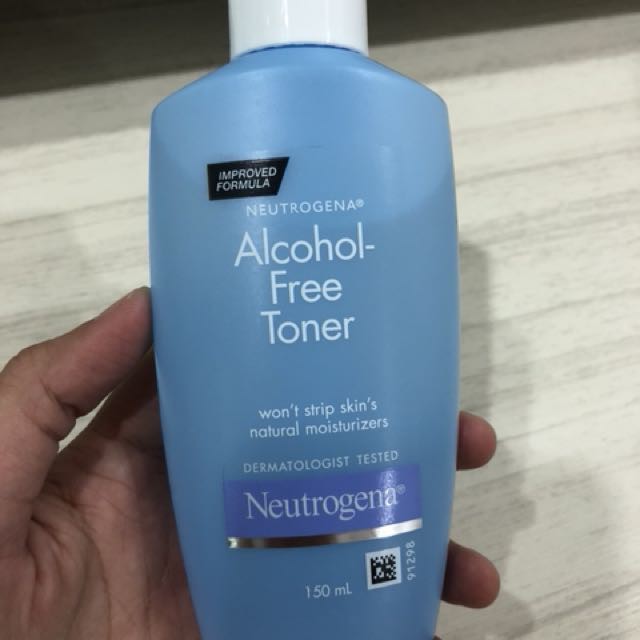 IMPROVED
FORMULA
NEUTROGENA®
Alcohol-
Free
Toner
won't strip skin's
natural moisturizers
DERMATOLOGIST TESTED
Neutrogena®
150 mL
91298